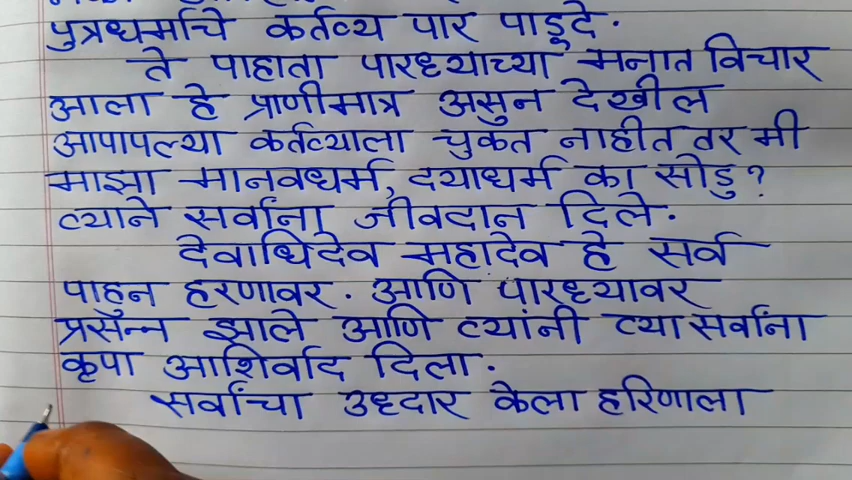 पुत्रधर्माचे कर्तव्य पार पाडूदे.
ते पाहाता पारध्याच्या मनात विचार
आला हे प्राणीमात्र असुन देखील
आपापल्या कर्तव्याला चुकत नाहीत तर मी
माझा मानवधर्म, दयाधर्म का सोडु?
त्याने सर्वांना जीवदान दिले.
देवाधिदेव महादेव हे सर्व
पाहुन हरणावर. आणि पारध्यावर
प्रसन्न झाले आणि त्यांनी त्या सर्वांना
कृपा आशिर्वाद दिला.
सर्वांचा उध्दार केला हरिणाला